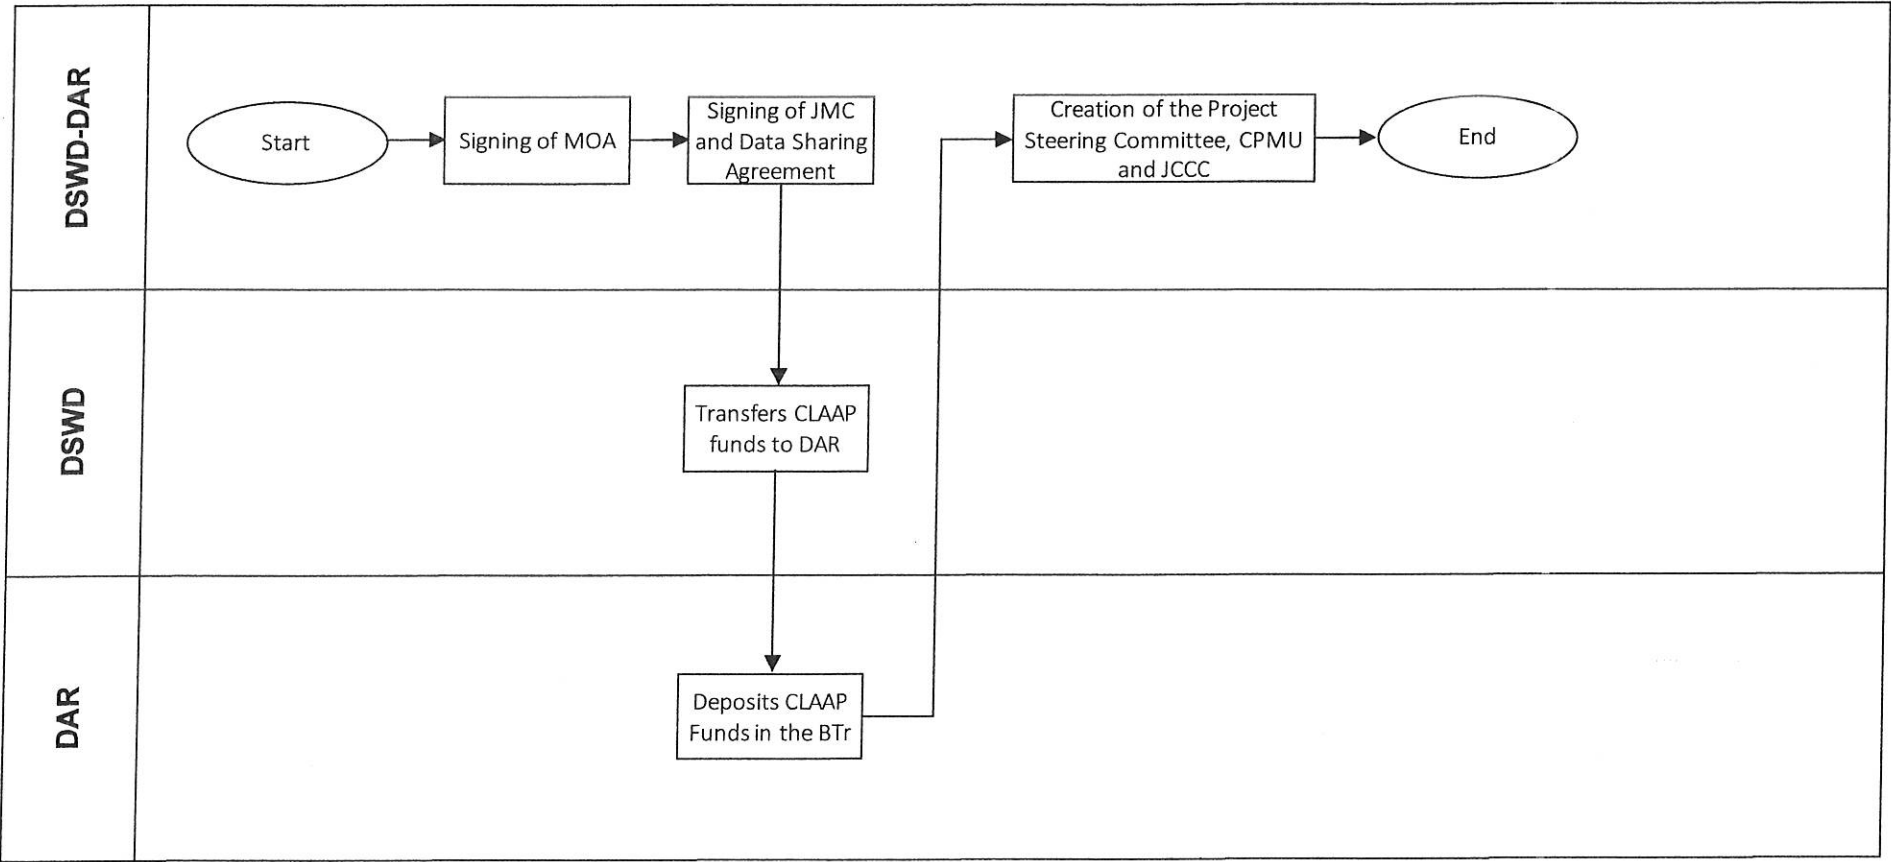 DSWD-DAR
Start
Signing of MOA
Signing of JMC
and Data Sharing
Agreement
Creation of the Project
Steering Committee, CPMU
and JCCC
End
DSWD
Transfers CLAAP
funds to DAR
DAR
Deposits CLAAP
Funds in the BTr